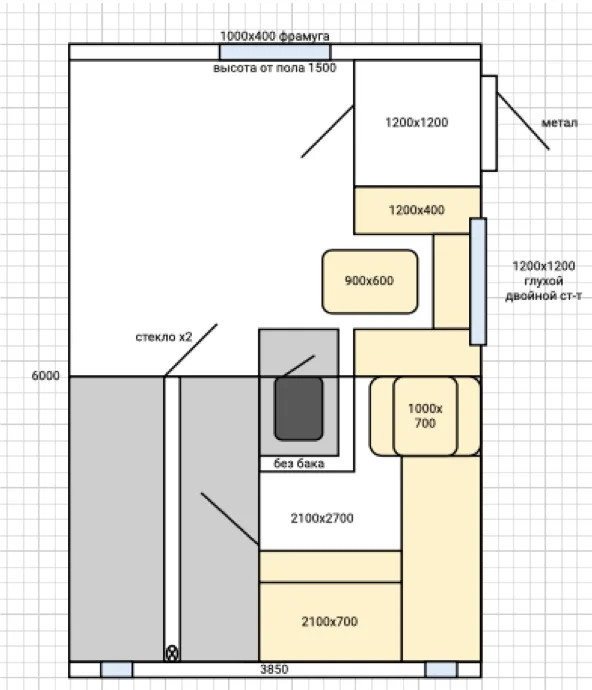 1000x400 фрамуга
высота от пола 1500
1200x1200
метал
1200x400
900x600
1200x1200
глухой
двойной ст-т
стекло x2
6000
1000x
700
без бака
2100x2700
2100x700
3850